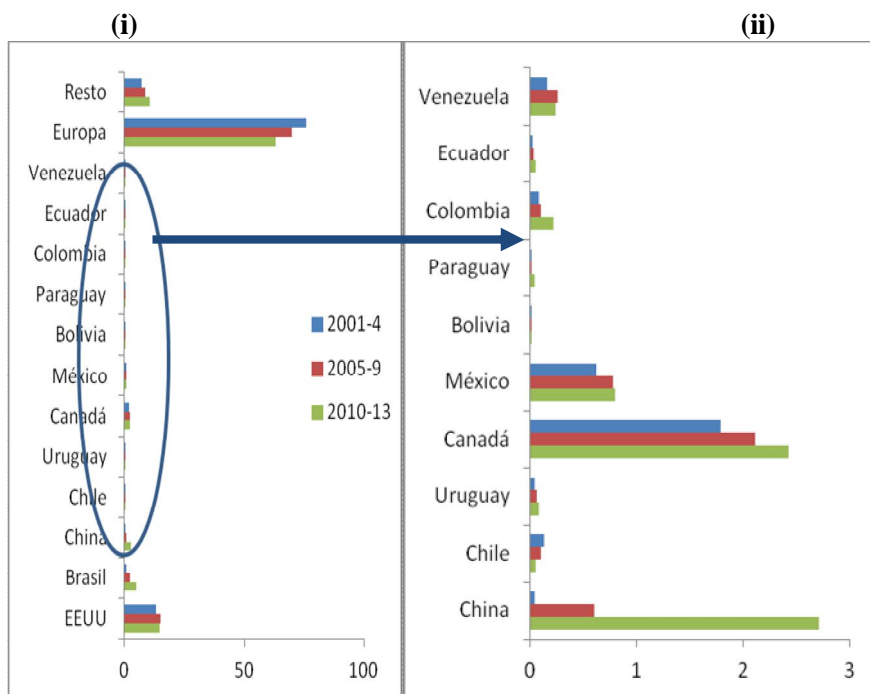 (i)
Resto
Europa
Venezuela
Ecuador
Colombia
Paraguay
Bolivia
México
Canadá
Uruguay
Chile
China
Brasil
EEUU
0 50 100
2001-4
2005-9
2010-13
(ii)
Venezuela
Ecuador
Colombia
Paraguay
Bolivia
México
Canadá
Uruguay
Chile
China
0 1 2 3